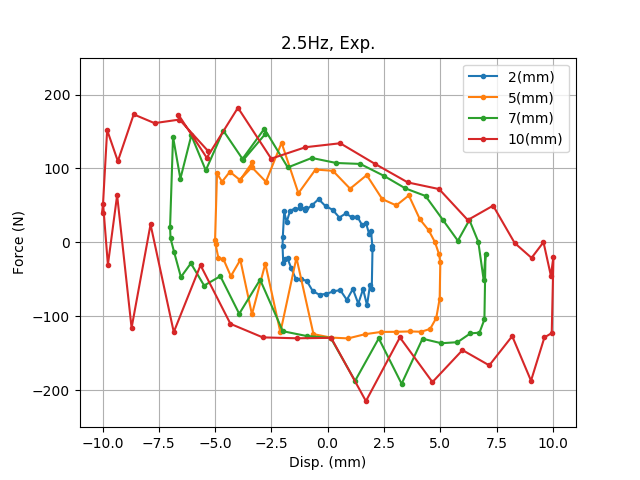 2.5Hz, Exp.
2(mm)
5(mm)
7(mm)
10(mm)
Force (N)
200
100
0
−100
−200
−10.0 −7.5 −5.0 −2.5 0.0 2.5 5.0 7.5 10.0
Disp. (mm)